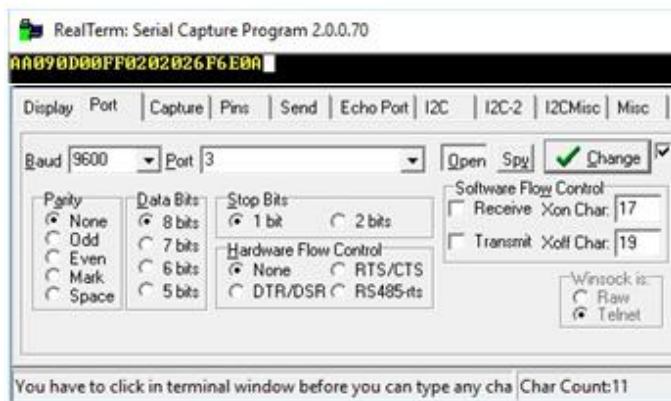 RealTerm: Serial Capture Program 2.0.0.70
AA090D00FF0202026F6E0A
Display Port Capture Pins Send Echo Port I2C I2C-2 I2CMisc Misc
Baud 9600 Port 3 Open Spy Change
Parity
None
Odd
Even
Mark
Space
Data Bits
8 bits
7 bits
6 bits
5 bits
Stop Bits
1 bit 2 bits
Hardware Flow Control
None RTS/CTS
DTR/DSR RS485-rts
Software Flow Control
Receive Xon Char: 17
Transmit Xoff Char: 19
Winsock is:
Raw
Telnet
You have to click in terminal window before you can type any cha Char Count:11